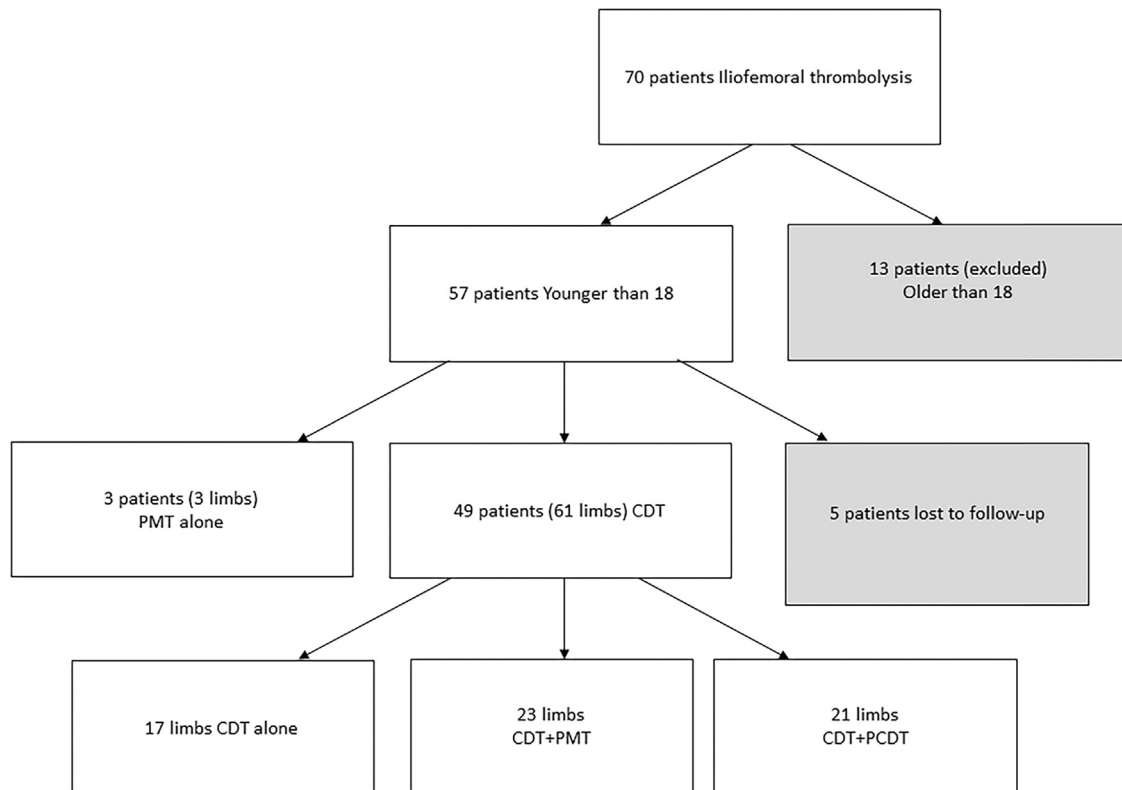 70 patients Iliofemoral thrombolysis
57 patients Younger than 18
13 patients (excluded)
Older than 18
3 patients (3 limbs)
PMT alone
49 patients (61 limbs) CDT
5 patients lost to follow-up
17 limbs CDT alone
23 limbs
CDT+PMT
21 limbs
CDT+PCDT